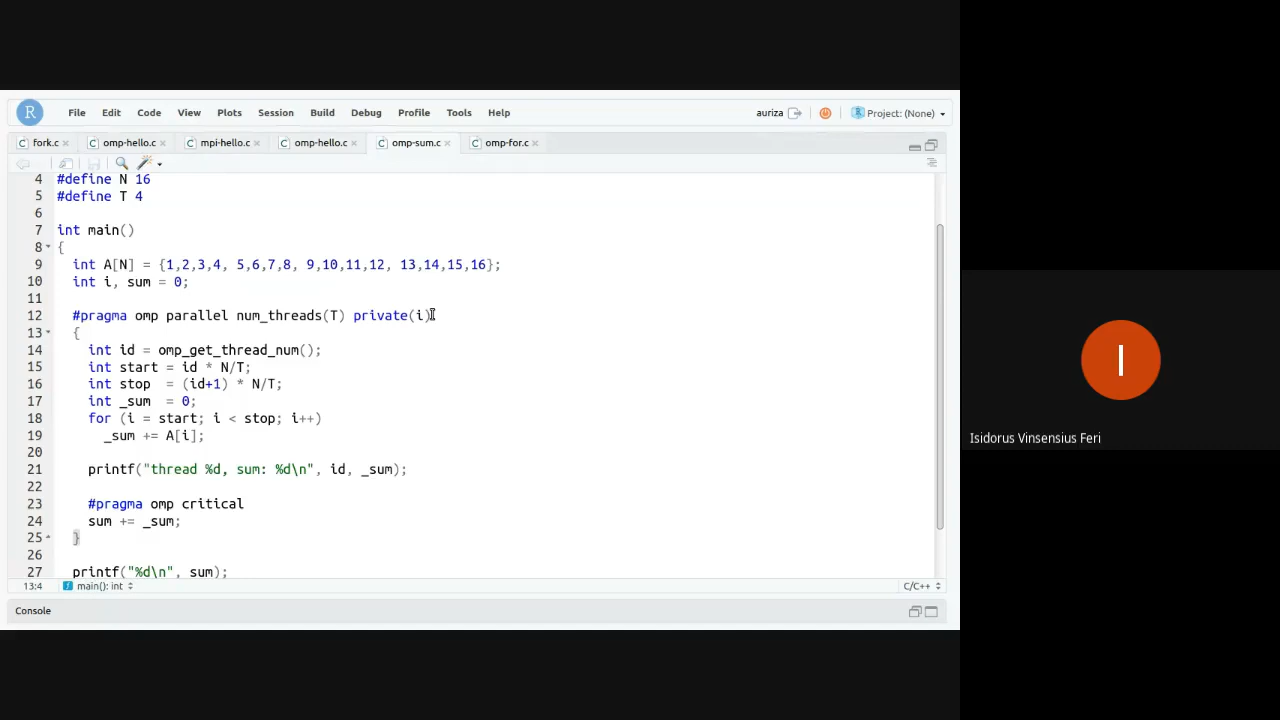 R File Edit Code View Plots Session Build Debug Profile Tools Help auriza R Project: (None)
fork.c omp-hello.c mpi-hello.c omp-hello.c omp-sum.c omp-for.c
4 #define N 16
5 #define T 4
6
7 int main()
8 {
9 int A[N] = {1,2,3,4, 5,6,7,8, 9,10,11,12, 13,14,15,16};
10 int i, sum = 0;
11
12 #pragma omp parallel num_threads(T) private(i)
13 {
14 int id = omp_get_thread_num();
15 int start = id * N/T;
16 int stop  = (id+1) * N/T;
17 int _sum  = 0;
18 for (i = start; i < stop; i++)
19 _sum += A[i];
20
21 printf("thread %d, sum: %d\n", id, _sum);
22
23 #pragma omp critical
24 sum += _sum;
25 }
26
27 printf("%d\n", sum);
13:4 main(): int C/C++
Console
I
Isidorus Vinsensius Feri